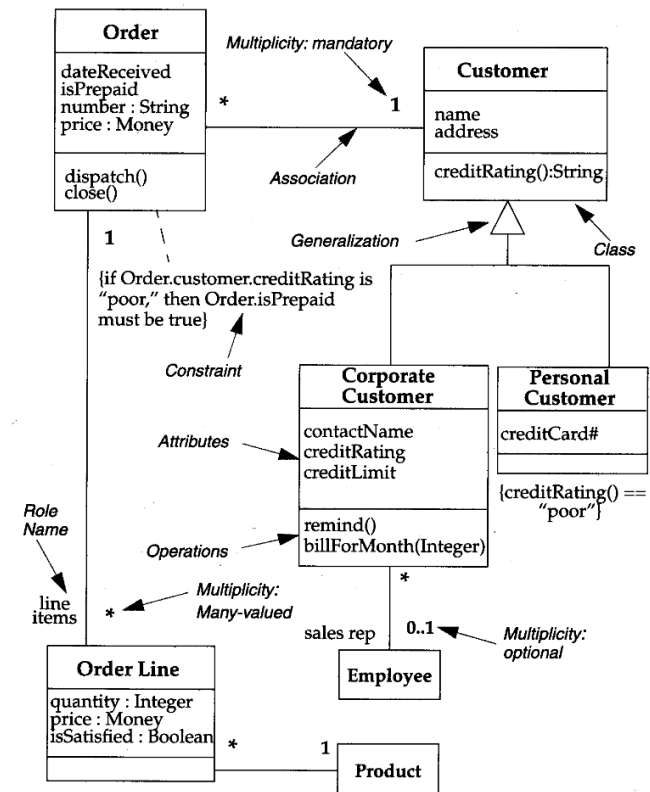 Order
dateReceived
isPrepaid
number : String
price : Money
dispatch()
close()
Multiplicity: mandatory
*
1
Association
Customer
name
address
creditRating():String
Generalization
Class
1
{if Order.customer.creditRating is
“poor,” then Order.isPrepaid
must be true}
Constraint
Corporate
Customer
contactName
creditRating
creditLimit
remind()
billForMonth(Integer)
Attributes
Operations
Personal
Customer
creditCard#
{creditRating() ==
“poor”}
Role
Name
line
items
*
Multiplicity:
Many-valued
*
sales rep
0..1
Multiplicity:
optional
Employee
Order Line
quantity : Integer
price : Money
isSatisfied : Boolean
*
1
Product